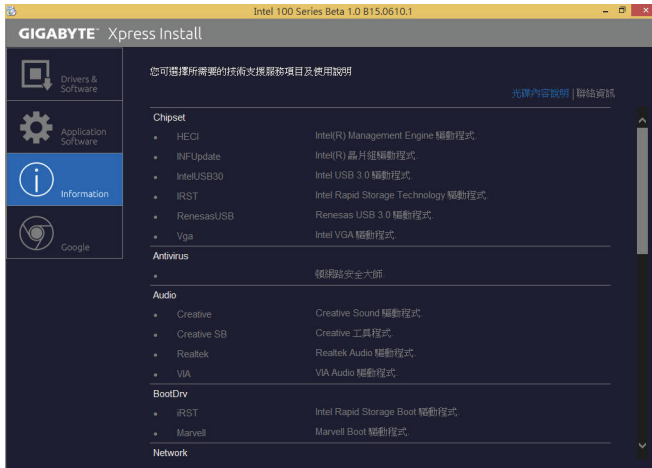 Intel 100 Series Beta 1.0 B15.0610.1
GIGABYTE™ Xpress Install
Drivers & Software
Application Software
Information
Google
您可選擇所需要的技術支援服務項目及使用說明
光碟內容說明 | 聯絡資訊
Chipset
• HECI Intel(R) Management Engine 驅動程式.
• INFUpdate Intel(R) 晶片組驅動程式.
• IntelUSB30 Intel USB 3.0 驅動程式.
• IRST Intel Rapid Storage Technology 驅動程式.
• RenesasUSB Renesas USB 3.0 驅動程式.
• Vga Intel VGA 驅動程式.
Antivirus
• 頓網路安全大師.
Audio
• Creative Creative Sound 驅動程式.
• Creative SB Creative 工具程式.
• Realtek Realtek Audio 驅動程式.
• VIA VIA Audio 驅動程式.
BootDrv
• iRST Intel Rapid Storage Boot 驅動程式.
• Marvell Marvell Boot 驅動程式.
Network